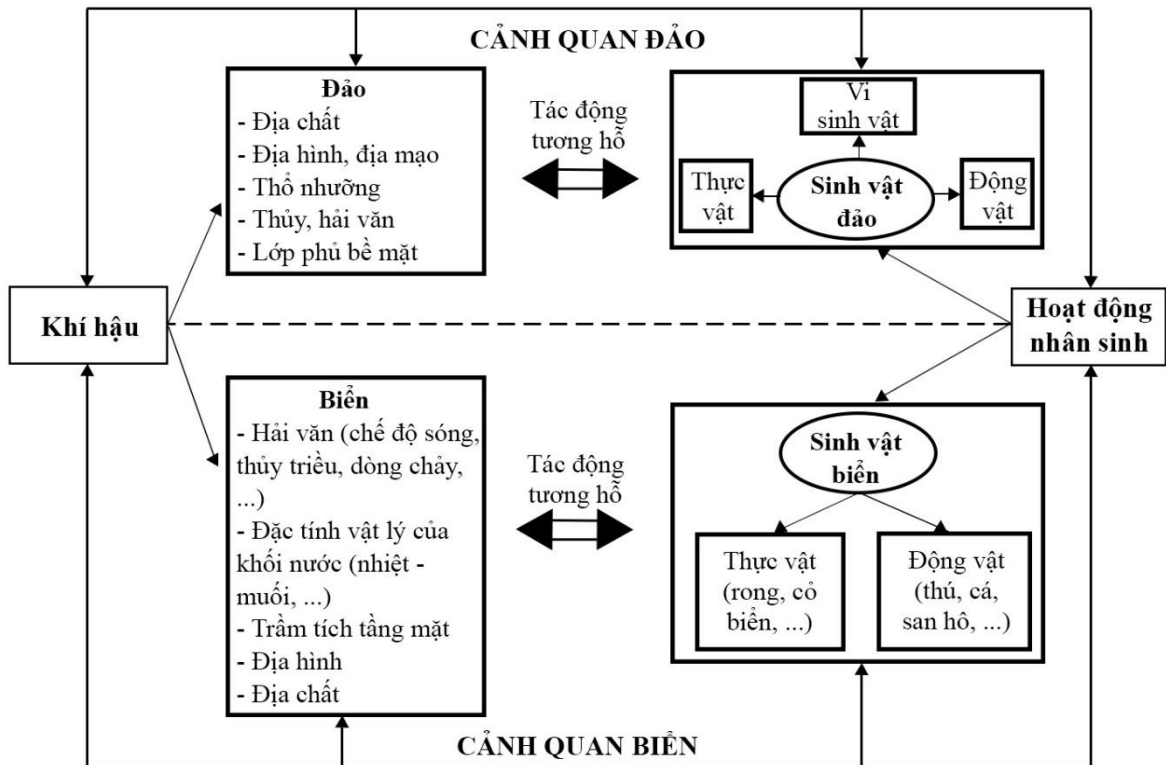 CẢNH QUAN ĐẢO
Đảo
- Địa chất
- Địa hình, địa mạo
- Thổ nhưỡng
- Thủy, hải văn
- Lớp phủ bề mặt
Tác động
tương hỗ
Vi
sinh vật
Thực
vật
Sinh vật
đảo
Động
vật
Khí hậu
Hoạt động
nhân sinh
Biển
- Hải văn (chế độ sóng,
thủy triều, dòng chảy,
...)
- Đặc tính vật lý của
khối nước (nhiệt -
muối, ...)
- Trầm tích tầng mặt
- Địa hình
- Địa chất
Tác động
tương hỗ
Sinh vật
biển
Thực vật
(rong, cỏ
biển, ...)
Động vật
(thú, cá,
san hô, ...)
CẢNH QUAN BIỂN